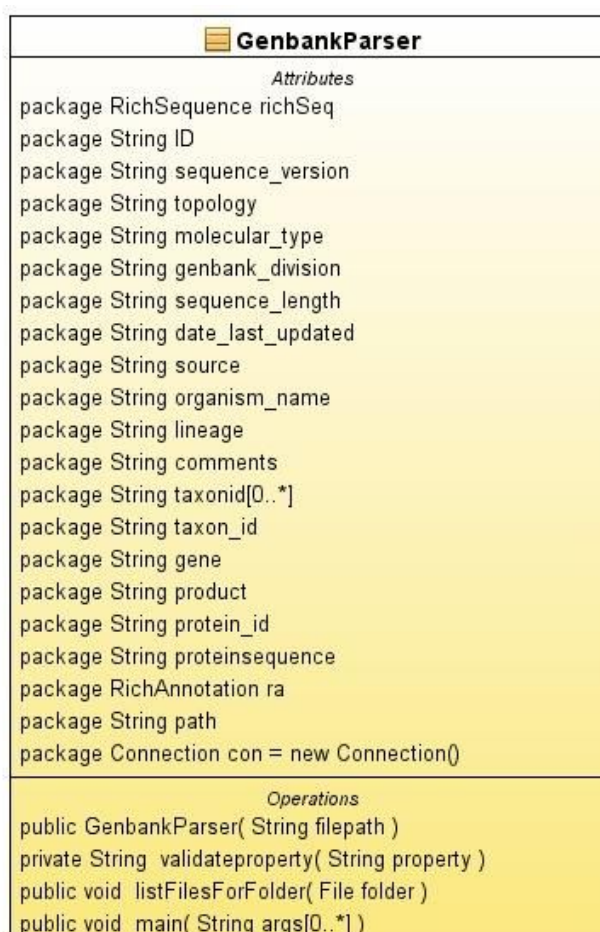 GenbankParser
Attributes
package RichSequence richSeq
package String ID
package String sequence_version
package String topology
package String molecular_type
package String genbank_division
package String sequence_length
package String date_last_updated
package String source
package String organism_name
package String lineage
package String comments
package String taxonid[0..*]
package String taxon_id
package String gene
package String product
package String protein_id
package String proteinsequence
package RichAnnotation ra
package String path
package Connection con = new Connection()
Operations
public GenbankParser( String filepath )
private String validateproperty( String property )
public void listFilesForFolder( File folder )
public void main( String args[0..*] )